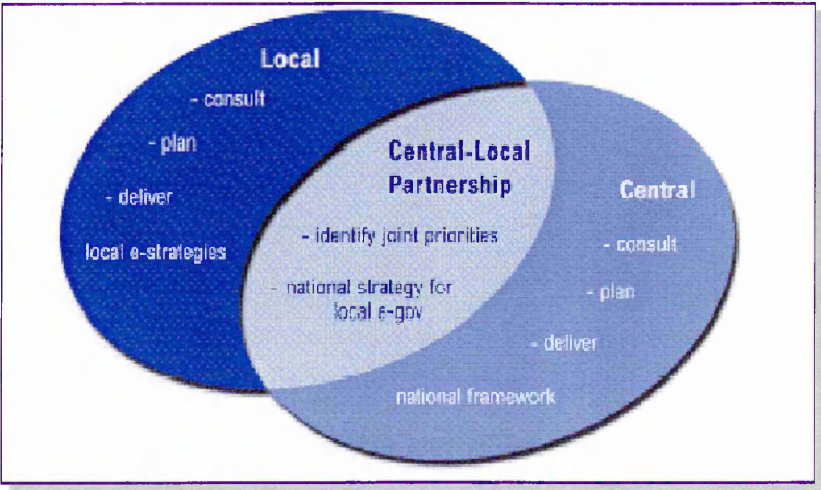 Local
- consult
- plan
- deliver
local e-strategies
Central-Local
Partnership
- identify joint priorities
- national strategy for
local e-gov
Central
- consult
- plan
- deliver
national framework